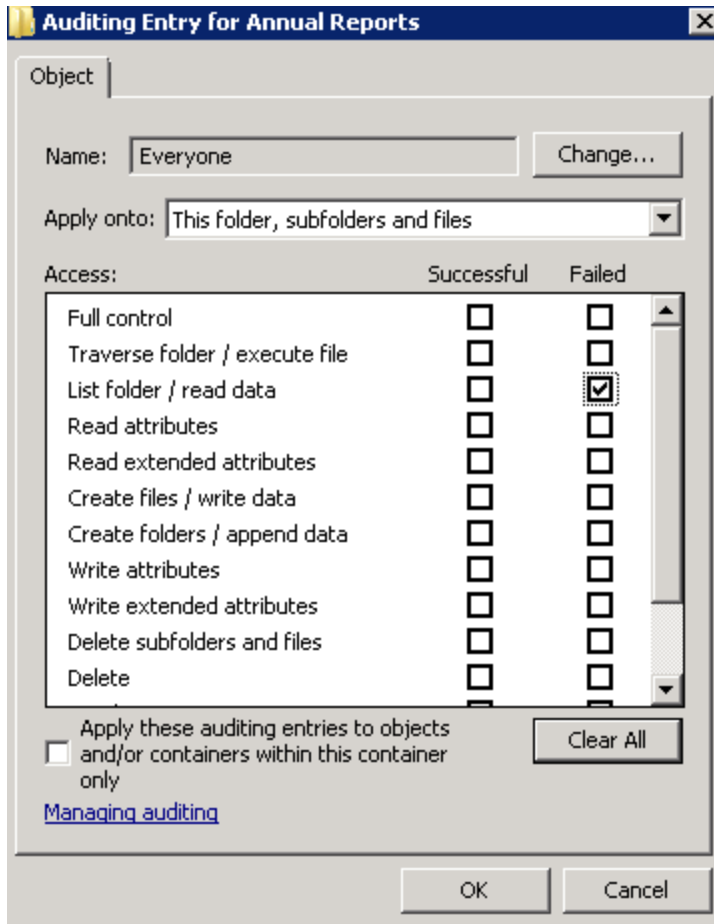 Auditing Entry for Annual Reports
Object
Name: Everyone Change...
Apply onto: This folder, subfolders and files
Access: Successful Failed
Full control
Traverse folder / execute file
List folder / read data
Read attributes
Read extended attributes
Create files / write data
Create folders / append data
Write attributes
Write extended attributes
Delete subfolders and files
Delete
Apply these auditing entries to objects
and/or containers within this container
only
Clear All
Managing auditing
OK Cancel